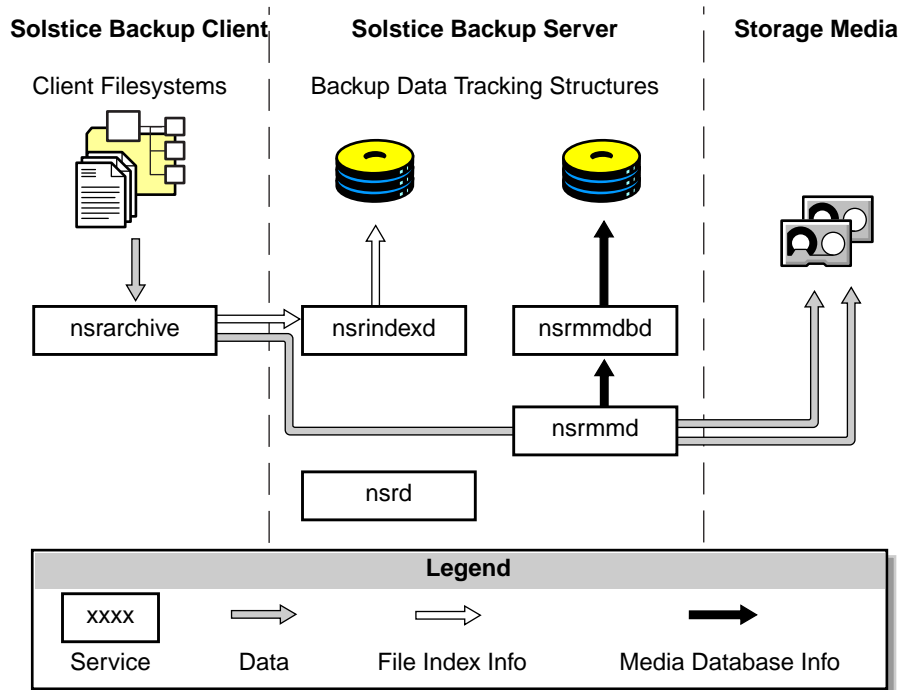 Solstice Backup Client
Solstice Backup Server
Storage Media
Client Filesystems
Backup Data Tracking Structures
nsrarchive
nsrindexd
nsrmmdbd
nsrmmd
nsrd
Legend
xxxx
Service
Data
File Index Info
Media Database Info